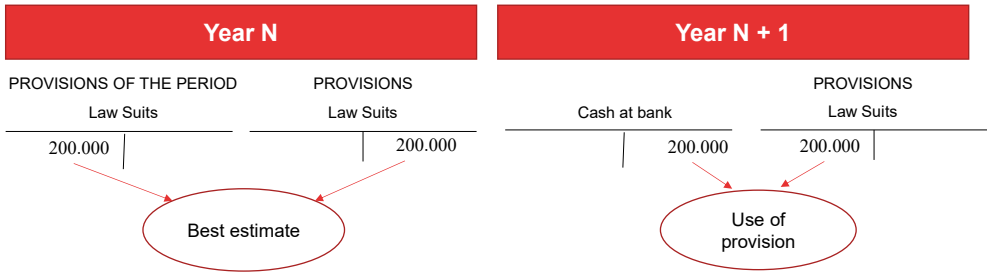 Year N
PROVISIONS OF THE PERIOD
Law Suits
200.000
PROVISIONS
Law Suits
200.000
Best estimate
Year N + 1
Cash at bank
200.000
PROVISIONS
Law Suits
200.000
Use of
provision